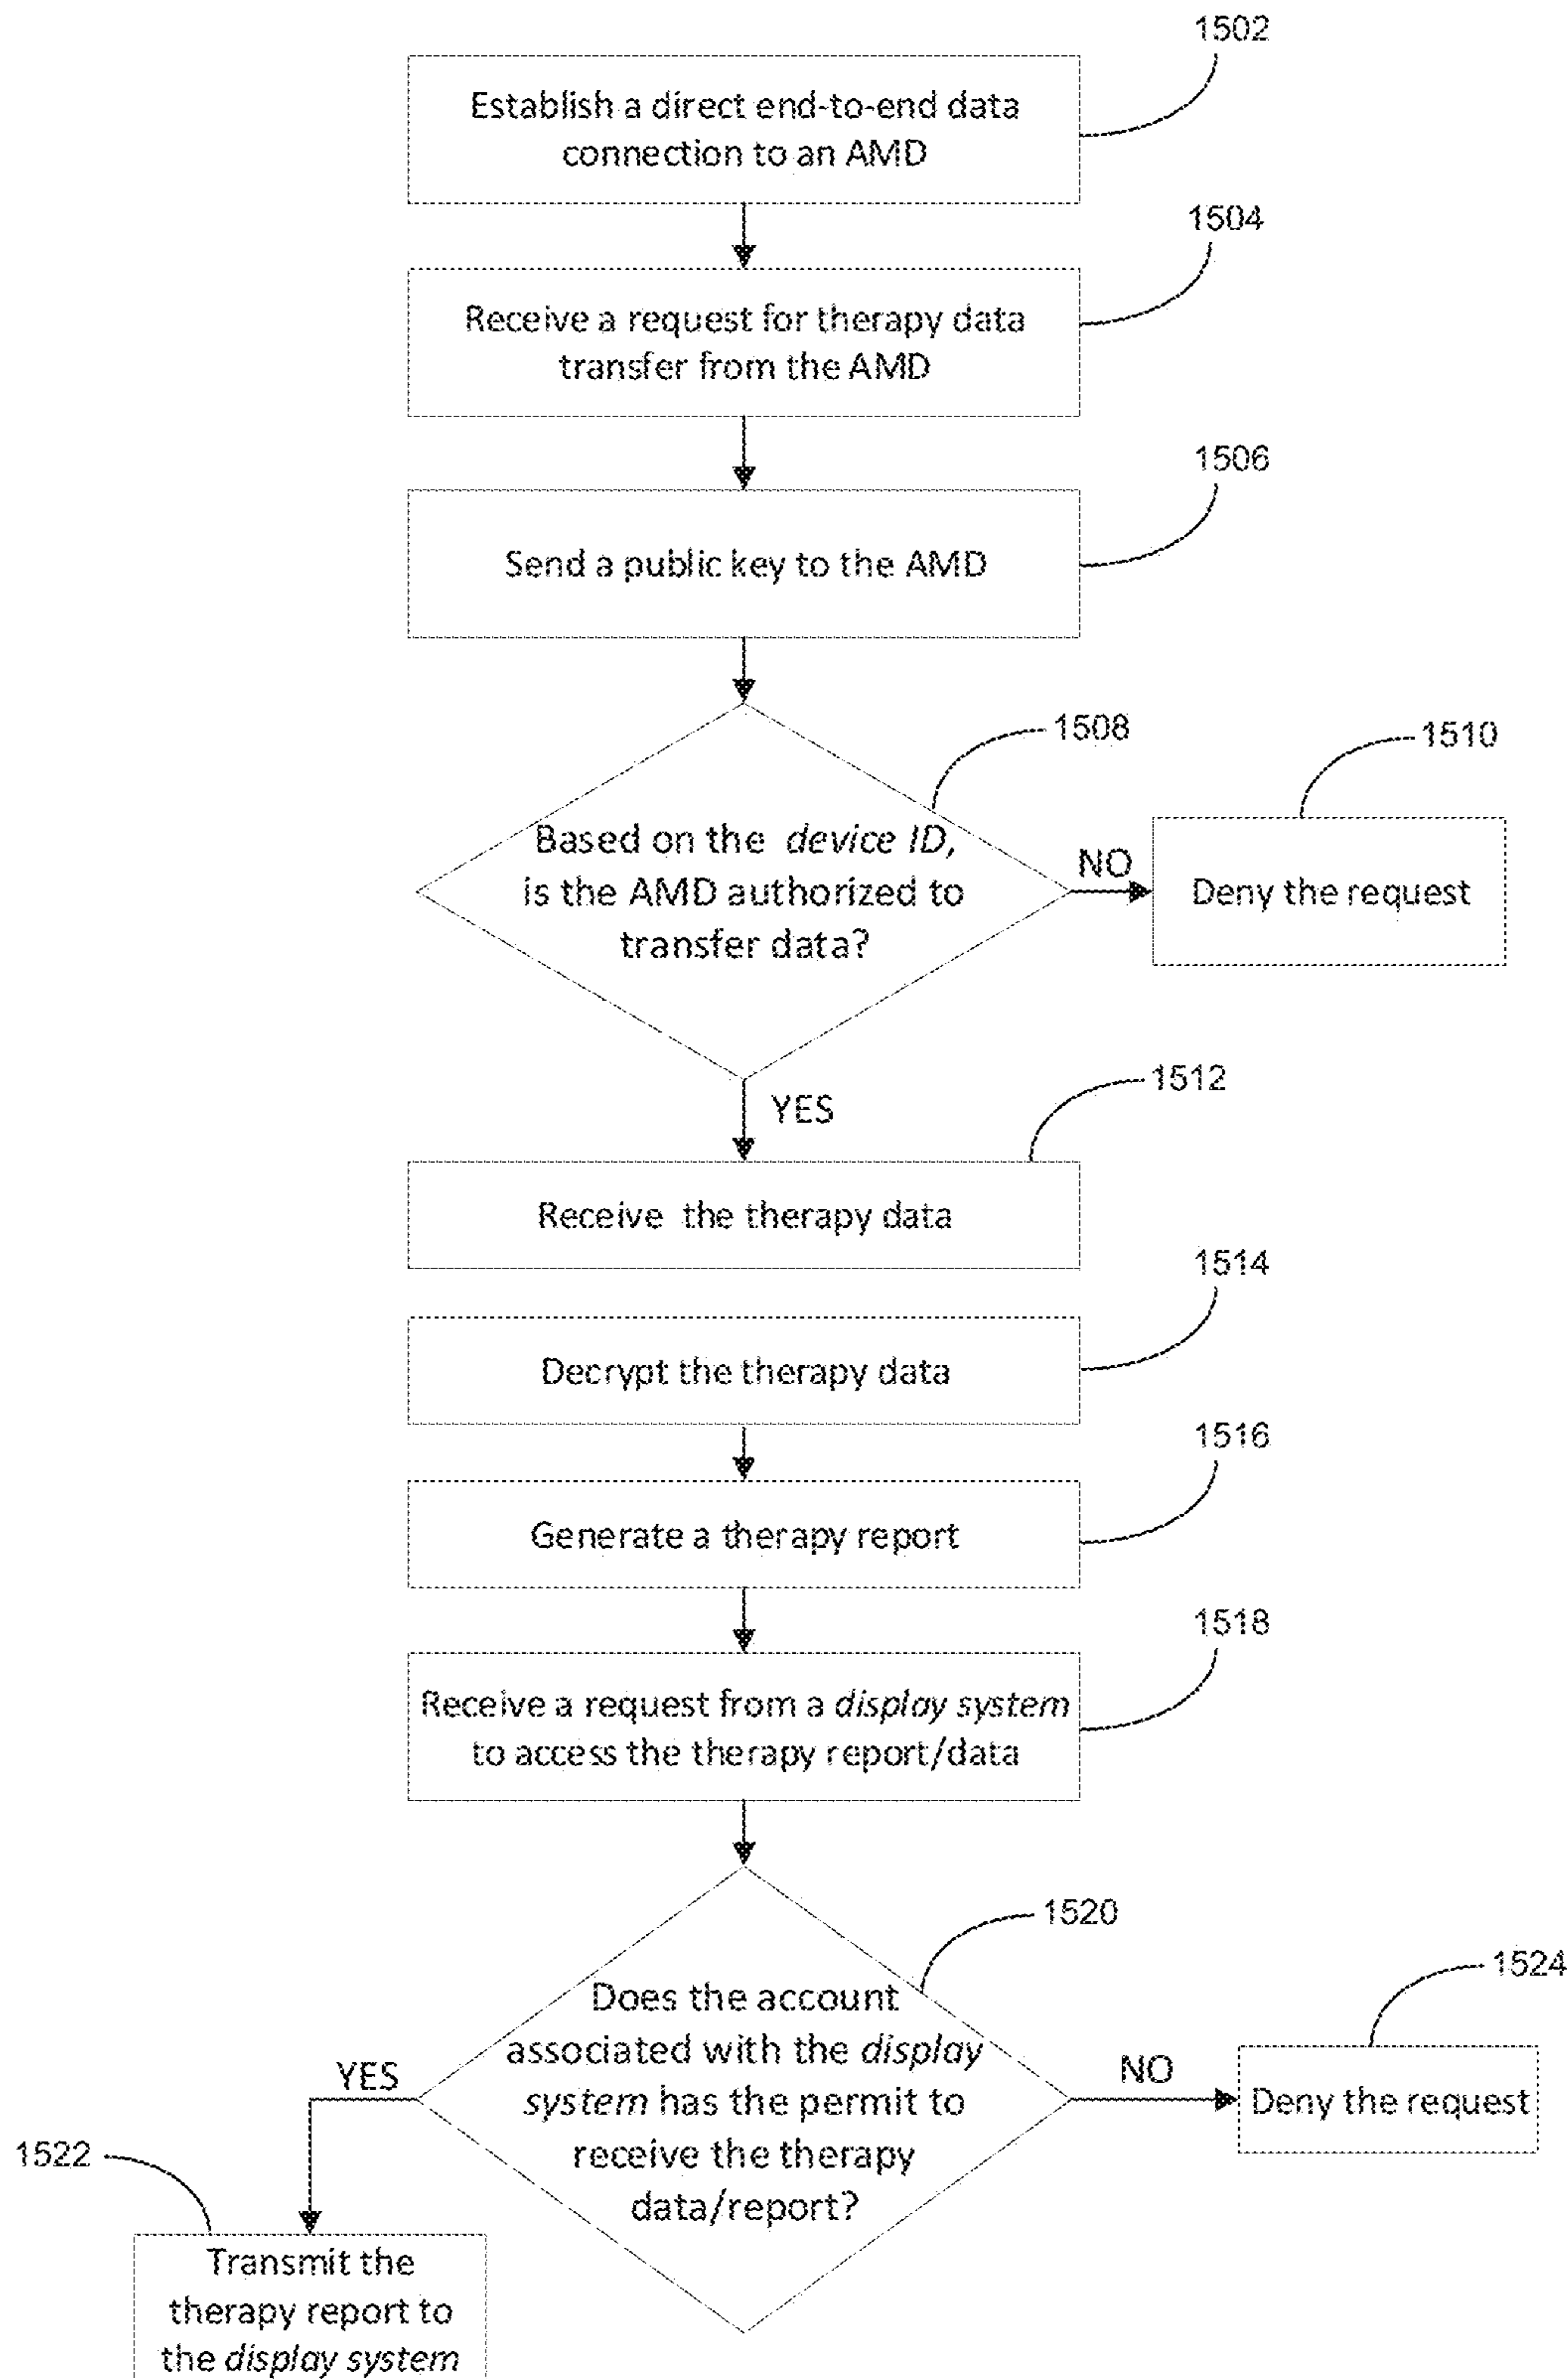 1502
Establish a direct end-to-end data
connection to an AMD
1504
Receive a request for therapy data
transfer from the AMD
1506
Send a public key to the AMD
1508
Based on the device ID,
is the AMD authorized to
transfer data?
NO
1510
Deny the request
YES
1512
Receive the therapy data
1514
Decrypt the therapy data
1516
Generate a therapy report
1518
Receive a request from a display system
to access the therapy report/data
1520
Does the account
associated with the display
system has the permit to
receive the therapy
data/report?
NO
1524
Deny the request
YES
1522
Transmit the
therapy report to
the display system